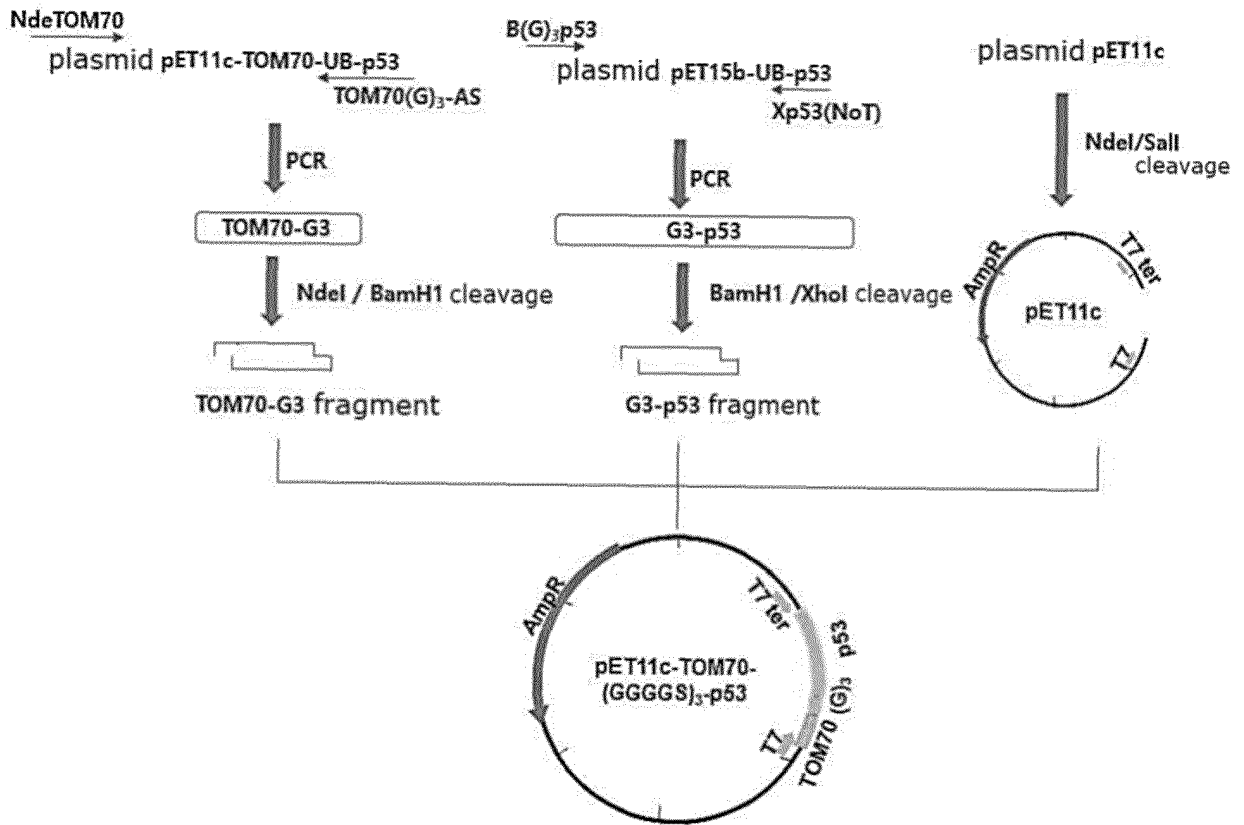 NdeTOM70
plasmid pET11c-TOM70-UB-p53
TOM70(G)₃-AS
PCR
TOM70-G3
NdeI / BamH1 cleavage
TOM70-G3 fragment
B(G)₃p53
plasmid pET15b-UB-p53
Xp53(NoT)
PCR
G3-p53
BamH1 /XhoI cleavage
G3-p53 fragment
plasmid pET11c
NdeI/SalI
cleavage
AmpR
T7 ter
pET11c
T7
AmpR
T7 ter
pET11c-TOM70-
(GGGGS)₃-p53
T7
TOM70 (G)₃ p53